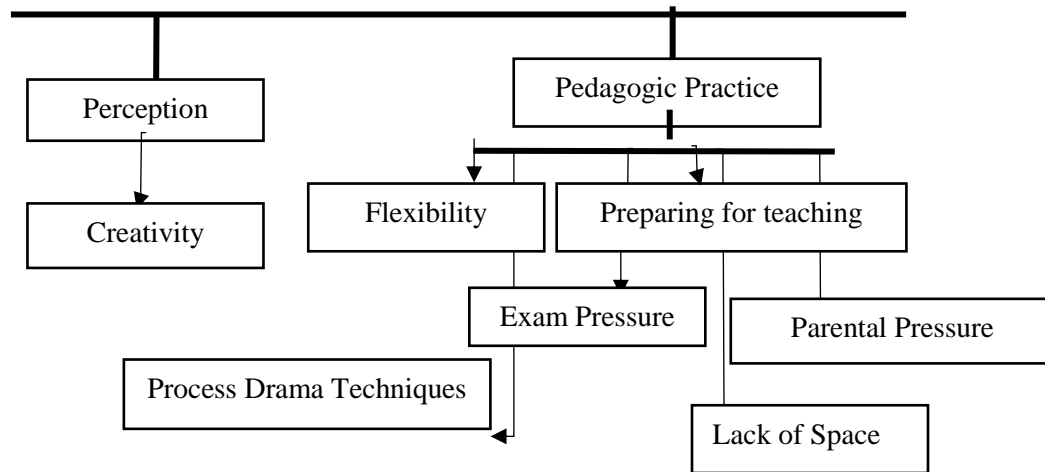 Pedagogic Practice
Perception
Flexibility
Preparing for teaching
Creativity
Exam Pressure
Parental Pressure
Process Drama Techniques
Lack of Space